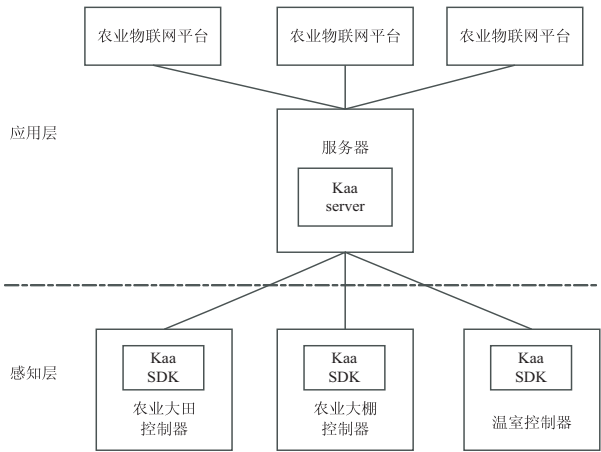 农业物联网平台
农业物联网平台
农业物联网平台
应用层
服务器
Kaa
server
感知层
Kaa
SDK
农业大田
控制器
Kaa
SDK
农业大棚
控制器
Kaa
SDK
温室控制器